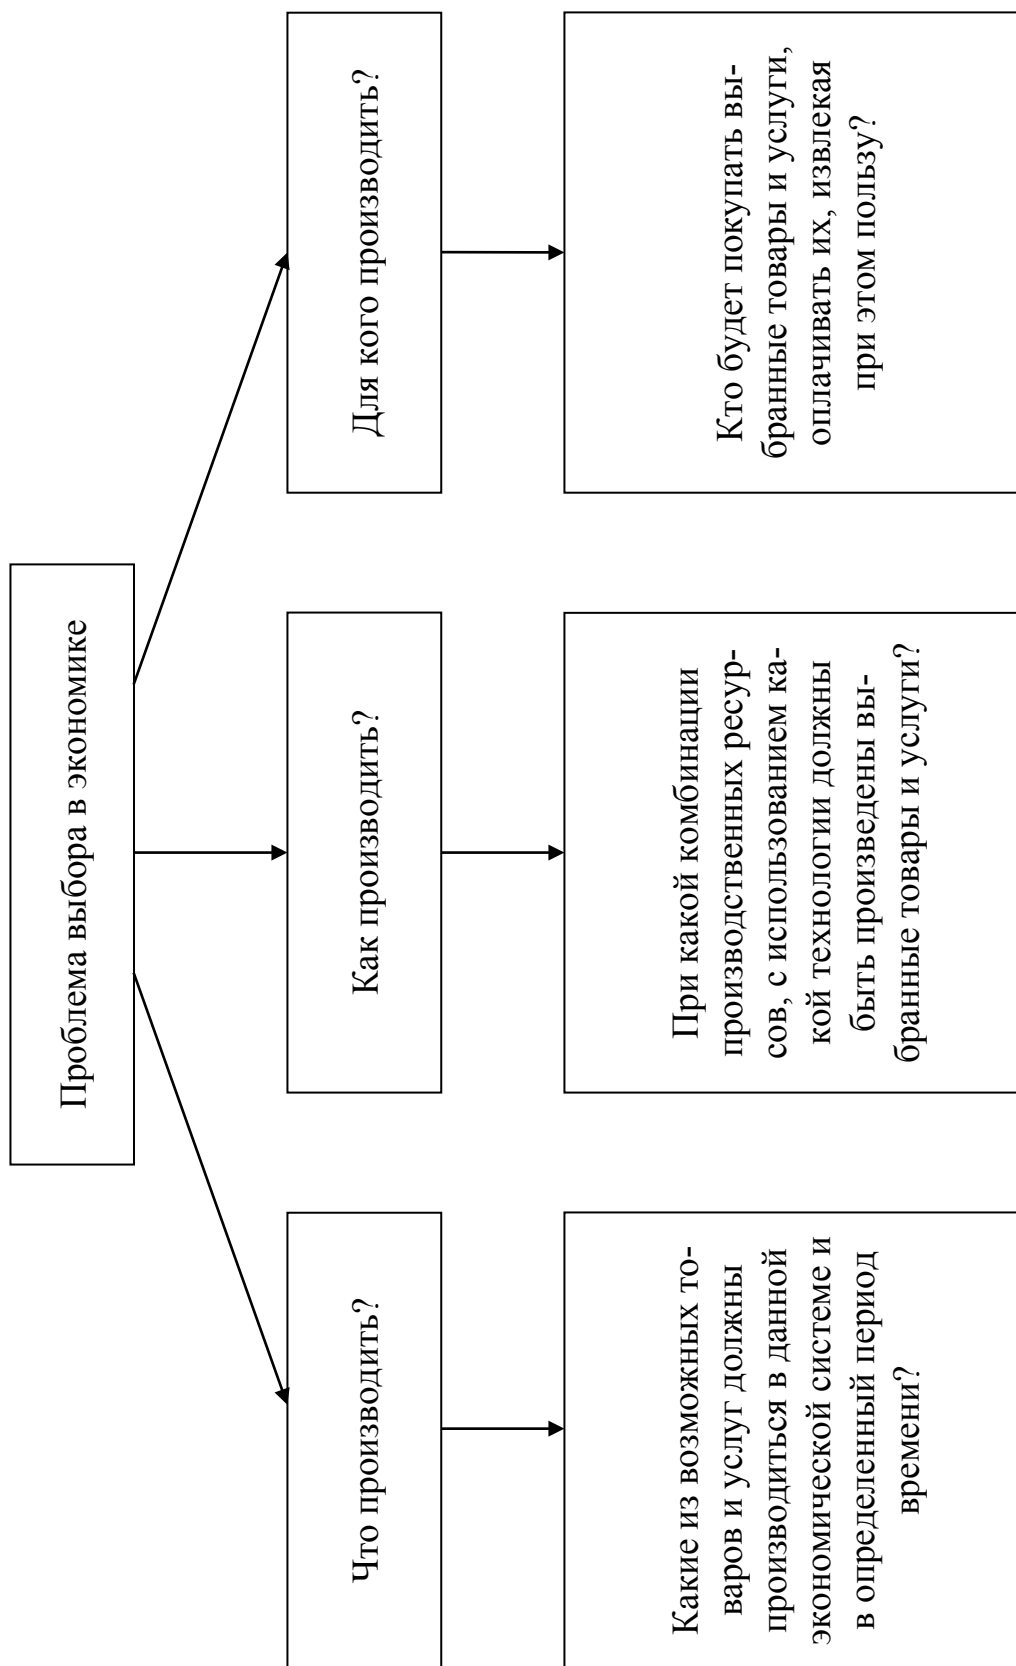 Проблема выбора в экономике
Что производить?
Как производить?
Для кого производить?
Какие из возможных то-
варов и услуг должны
производиться в данной
экономической системе и
в определенный период
времени?
При какой комбинации
производственных ресур-
сов, с использованием ка-
кой технологии должны
быть произведены вы-
бранные товары и услуги?
Кто будет покупать вы-
бранные товары и услуги,
оплачивать их, извлекая
при этом пользу?